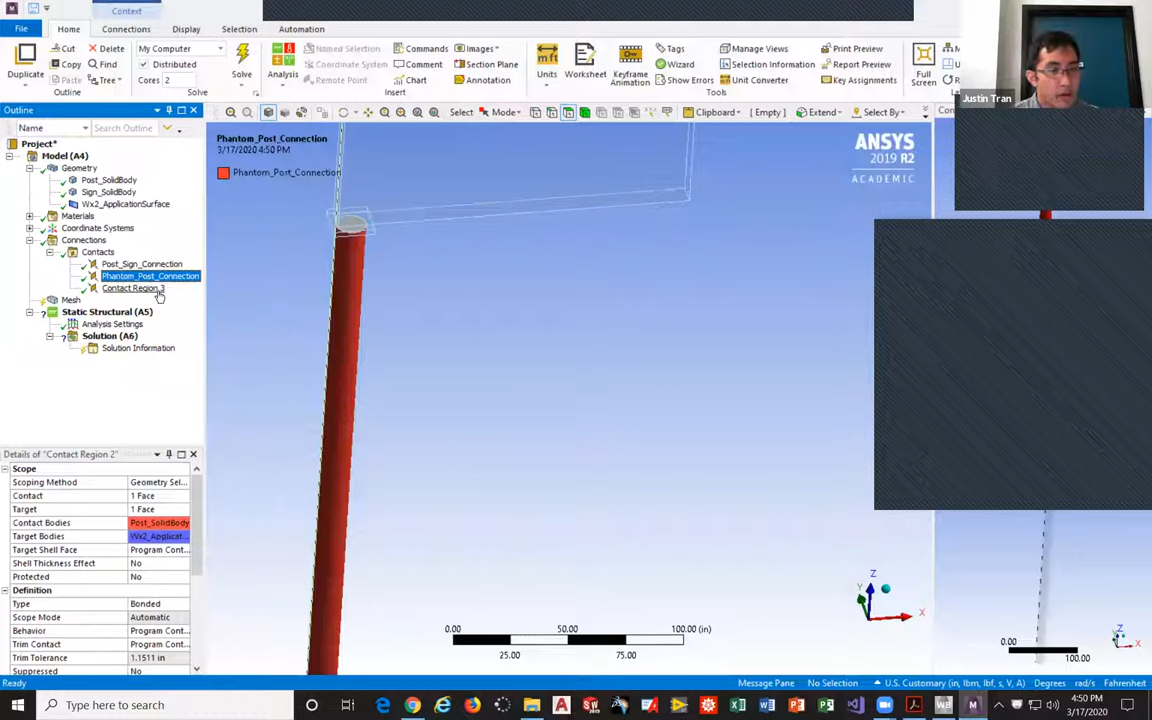 Context
File
Home
Connections
Display
Selection
Automation
Duplicate
Cut
Delete
Copy
Find
Paste
Tree
Outline
My Computer
Distributed
Cores 2
Solve
Solve
Analysis
Named Selection
Coordinate System
Remote Point
Commands
Comment
Chart
Images
Section Plane
Annotation
Insert
Units
Worksheet
Keyframe Animation
Tags
Wizard
Show Errors
Manage Views
Selection Information
Unit Converter
Print Preview
Report Preview
Key Assignments
Tools
Full Screen
Justin Tran
Outline
Name
Search Outline
Select
Mode
Clipboard
[ Empty ]
Extend
Select By
Project*
Model (A4)
Geometry
Post_SolidBody
Sign_SolidBody
Wx2_ApplicationSurface
Materials
Coordinate Systems
Connections
Contacts
Post_Sign_Connection
Phantom_Post_Connection
Contact Region 3
Mesh
Static Structural (A5)
Analysis Settings
Solution (A6)
Solution Information
Phantom_Post_Connection
3/17/2020 4:50 PM
Phantom_Post_Connection
ANSYS
2019 R2
ACADEMIC
Details of "Contact Region 2"
Scope
Scoping Method Geometry Sel...
Contact 1 Face
Target 1 Face
Contact Bodies Post_SolidBody
Target Bodies Wx2_Applicat...
Target Shell Face Program Cont...
Shell Thickness Effect No
Protected No
Definition
Type Bonded
Scope Mode Automatic
Behavior Program Cont...
Trim Contact Program Cont...
Trim Tolerance 1.1511 in
Suppressed No
0.00 50.00 100.00 (in)
25.00 75.00
Z
Y
X
0.00
100.00
Z
Ready
Message Pane
No Selection
U.S. Customary (in, lbm, lbf, s, V, A)
Degrees
rad/s
Fahrenheit
Type here to search
4:50 PM
3/17/2020